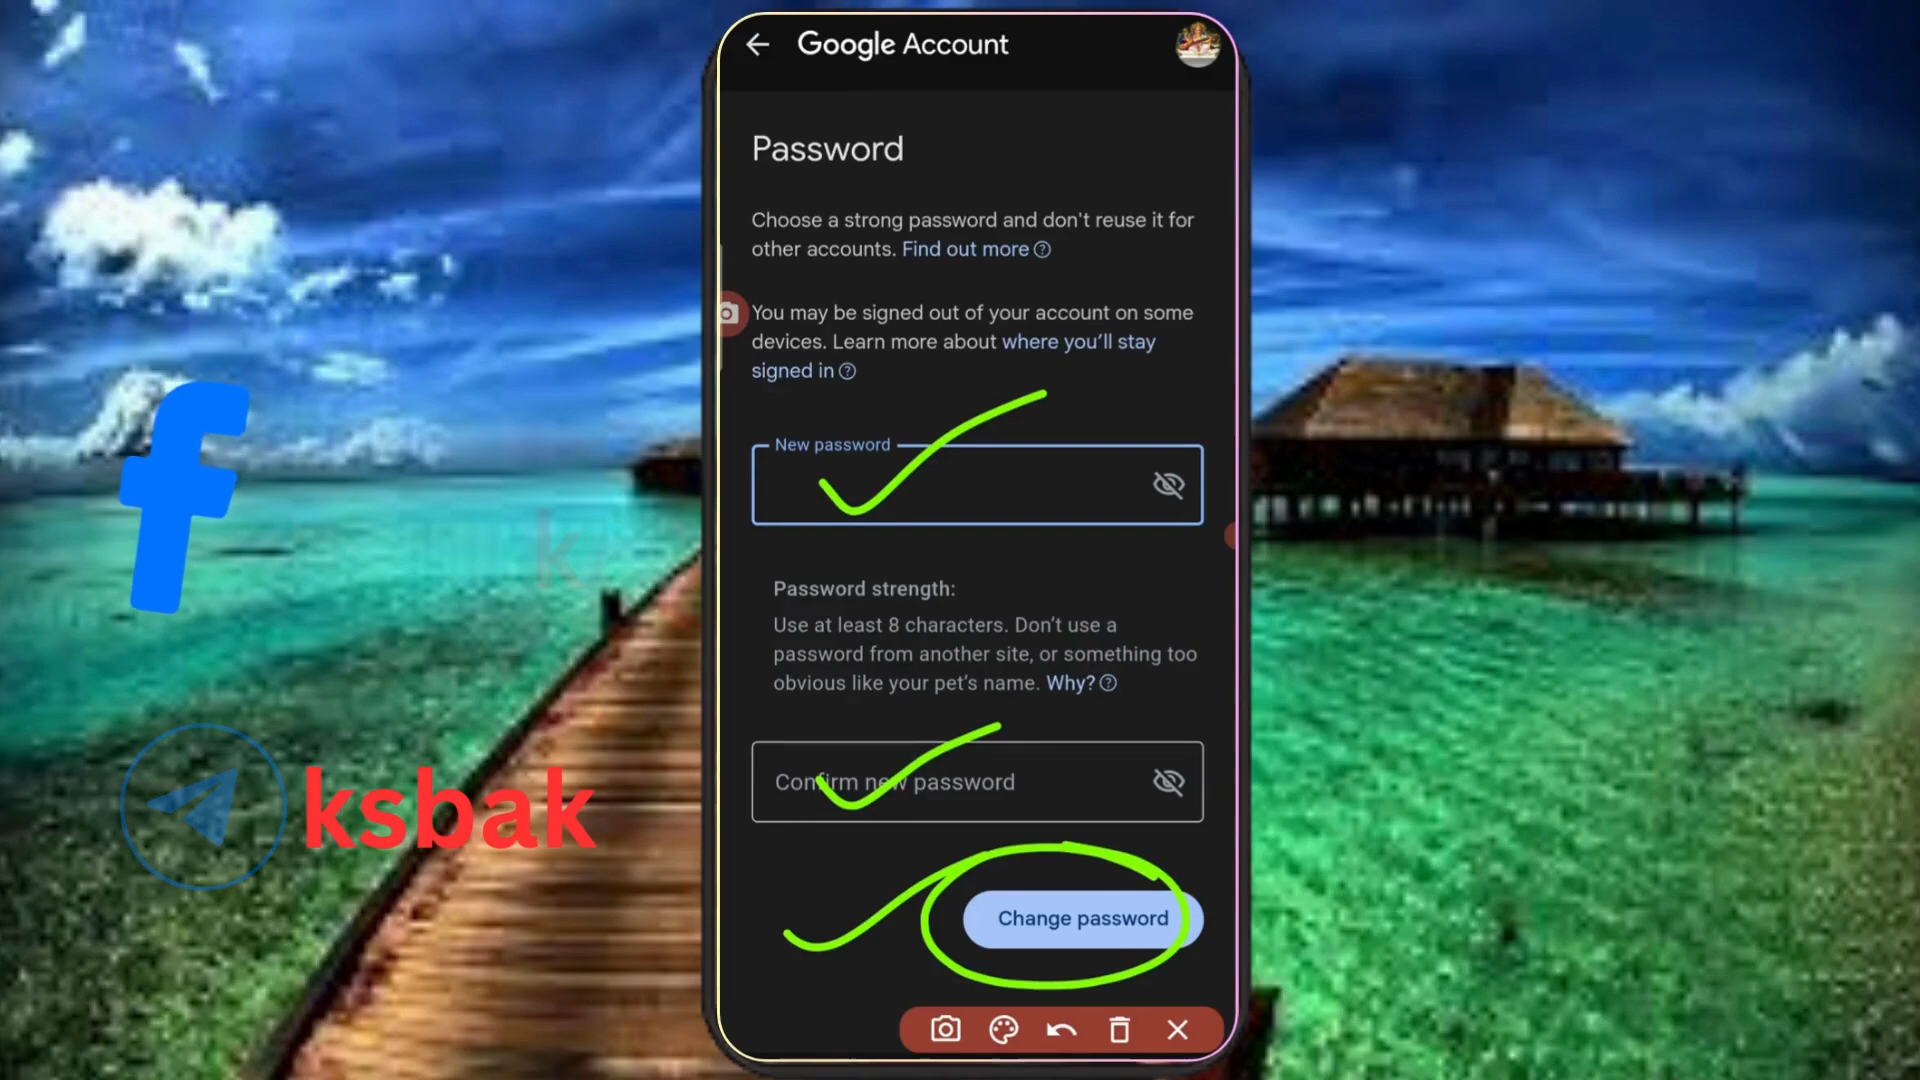 Google Account
Password
Choose a strong password and don't reuse it for
other accounts. Find out more
You may be signed out of your account on some
devices. Learn more about where you'll stay
signed in
New password
Password strength:
Use at least 8 characters. Don't use a
password from another site, or something too
obvious like your pet's name. Why?
Confirm new password
Change password
ksbak